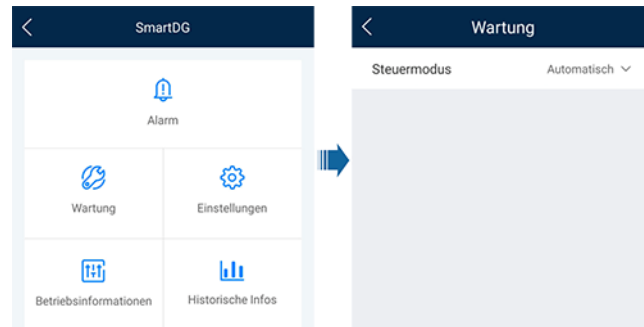 SmartDG
Alarm
Wartung
Einstellungen
Betriebsinformationen
Historische Infos
Wartung
Steuermodus
Automatisch